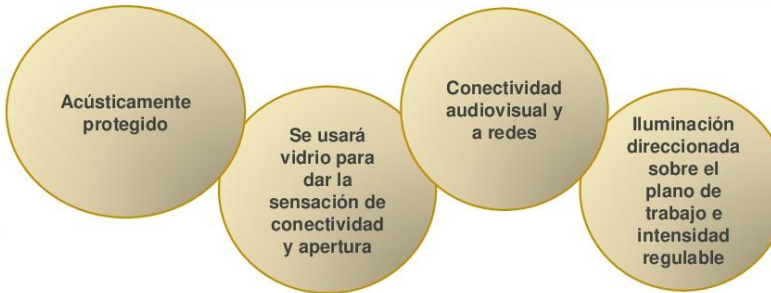 Acústicamente
protegido
Se usará
vidrio para
dar la
sensación de
conectividad
y apertura
Conectividad
audiovisual y
a redes
Iluminación
direccionada
sobre el
plano de
trabajo e
intensidad
regulable